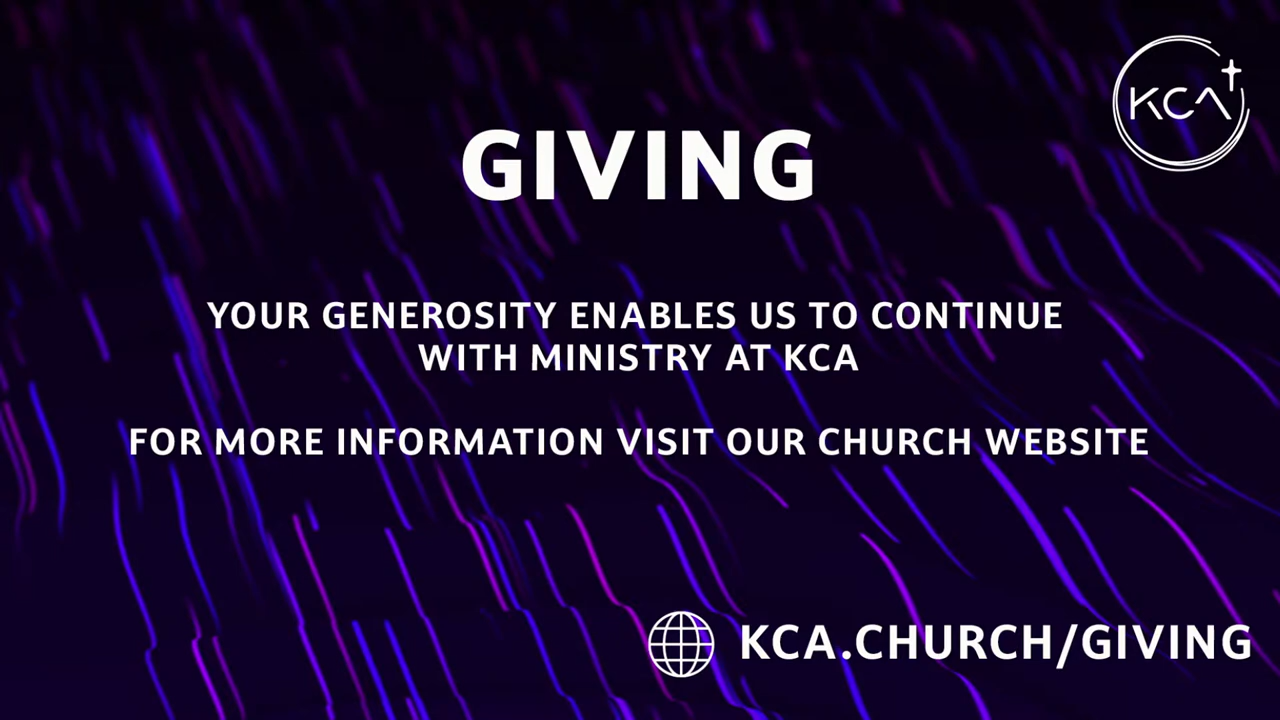 KCA
GIVING
YOUR GENEROSITY ENABLES US TO CONTINUE
WITH MINISTRY AT KCA
FOR MORE INFORMATION VISIT OUR CHURCH WEBSITE
KCA.CHURCH/GIVING